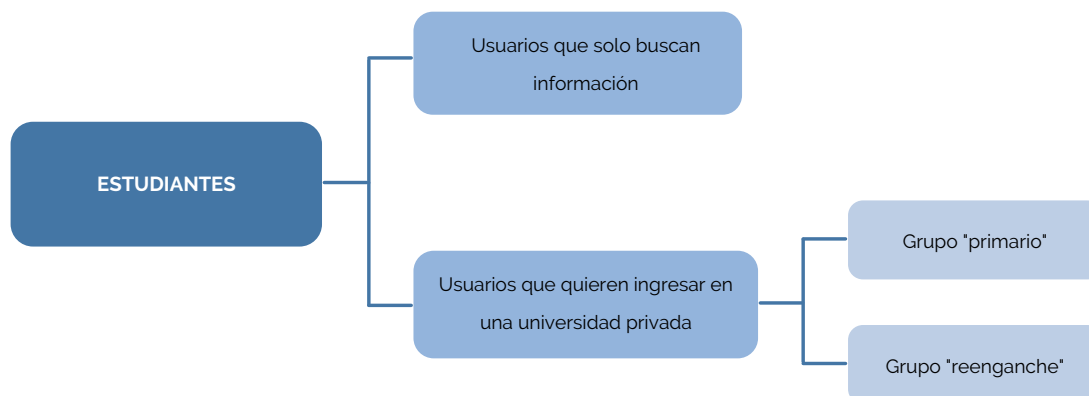 Usuarios que solo buscan
información
ESTUDIANTES
Usuarios que quieren ingresar en
una universidad privada
Grupo "primario"
Grupo "reenganche"